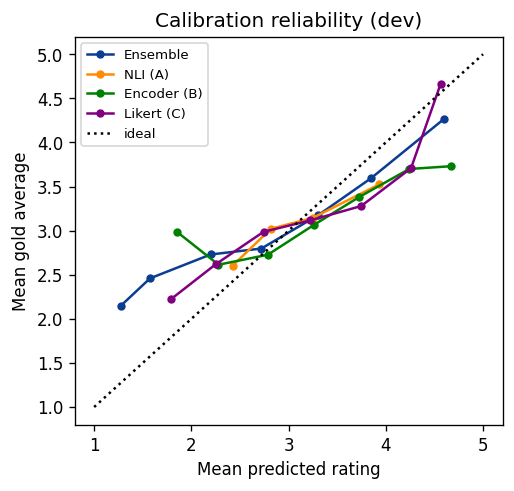 Calibration reliability (dev)
Ensemble
NLI (A)
Encoder (B)
Likert (C)
ideal
Mean gold average
5.0
4.5
4.0
3.5
3.0
2.5
2.0
1.5
1.0
1 2 3 4 5
Mean predicted rating